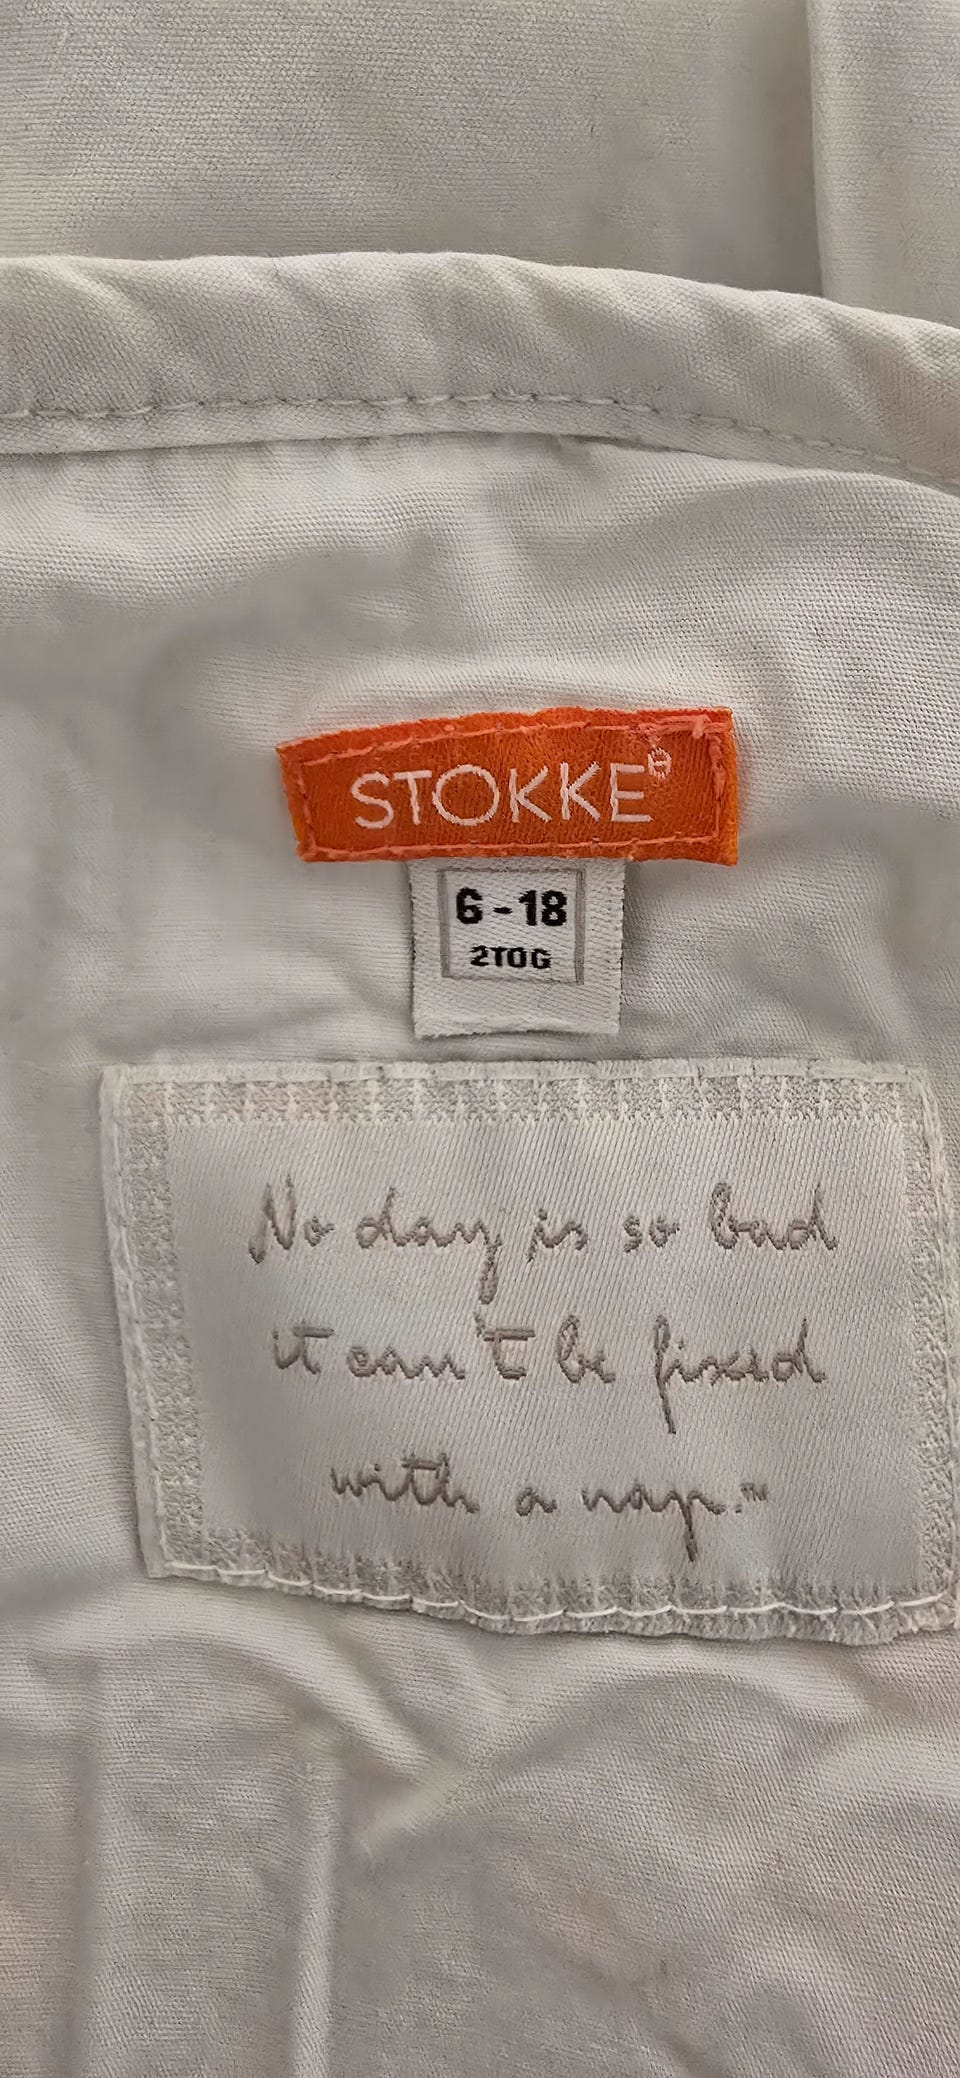 STOKKE®
6-18
2TOG
No day is so bad
it can't be fixed
with a nap.™